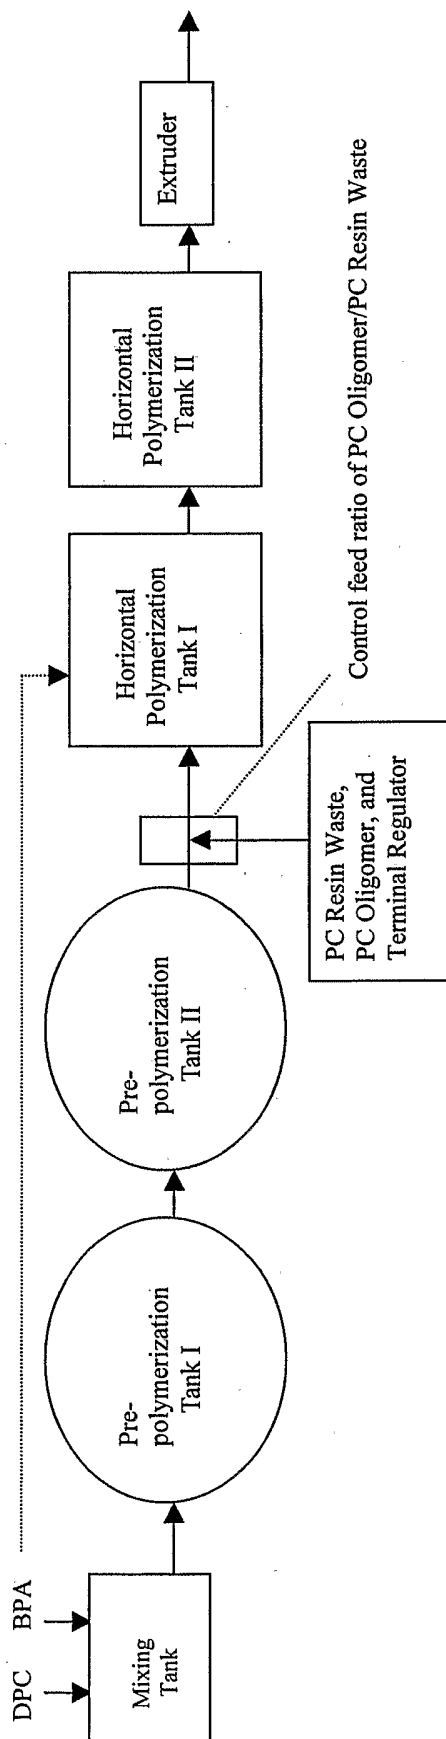 DPC
BPA
Mixing
Tank
Pre-
polymerization
Tank I
Pre-
polymerization
Tank II
PC Resin Waste,
PC Oligomer, and
Terminal Regulator
Control feed ratio of PC Oligomer/PC Resin Waste
Horizontal
Polymerization
Tank I
Horizontal
Polymerization
Tank II
Extruder